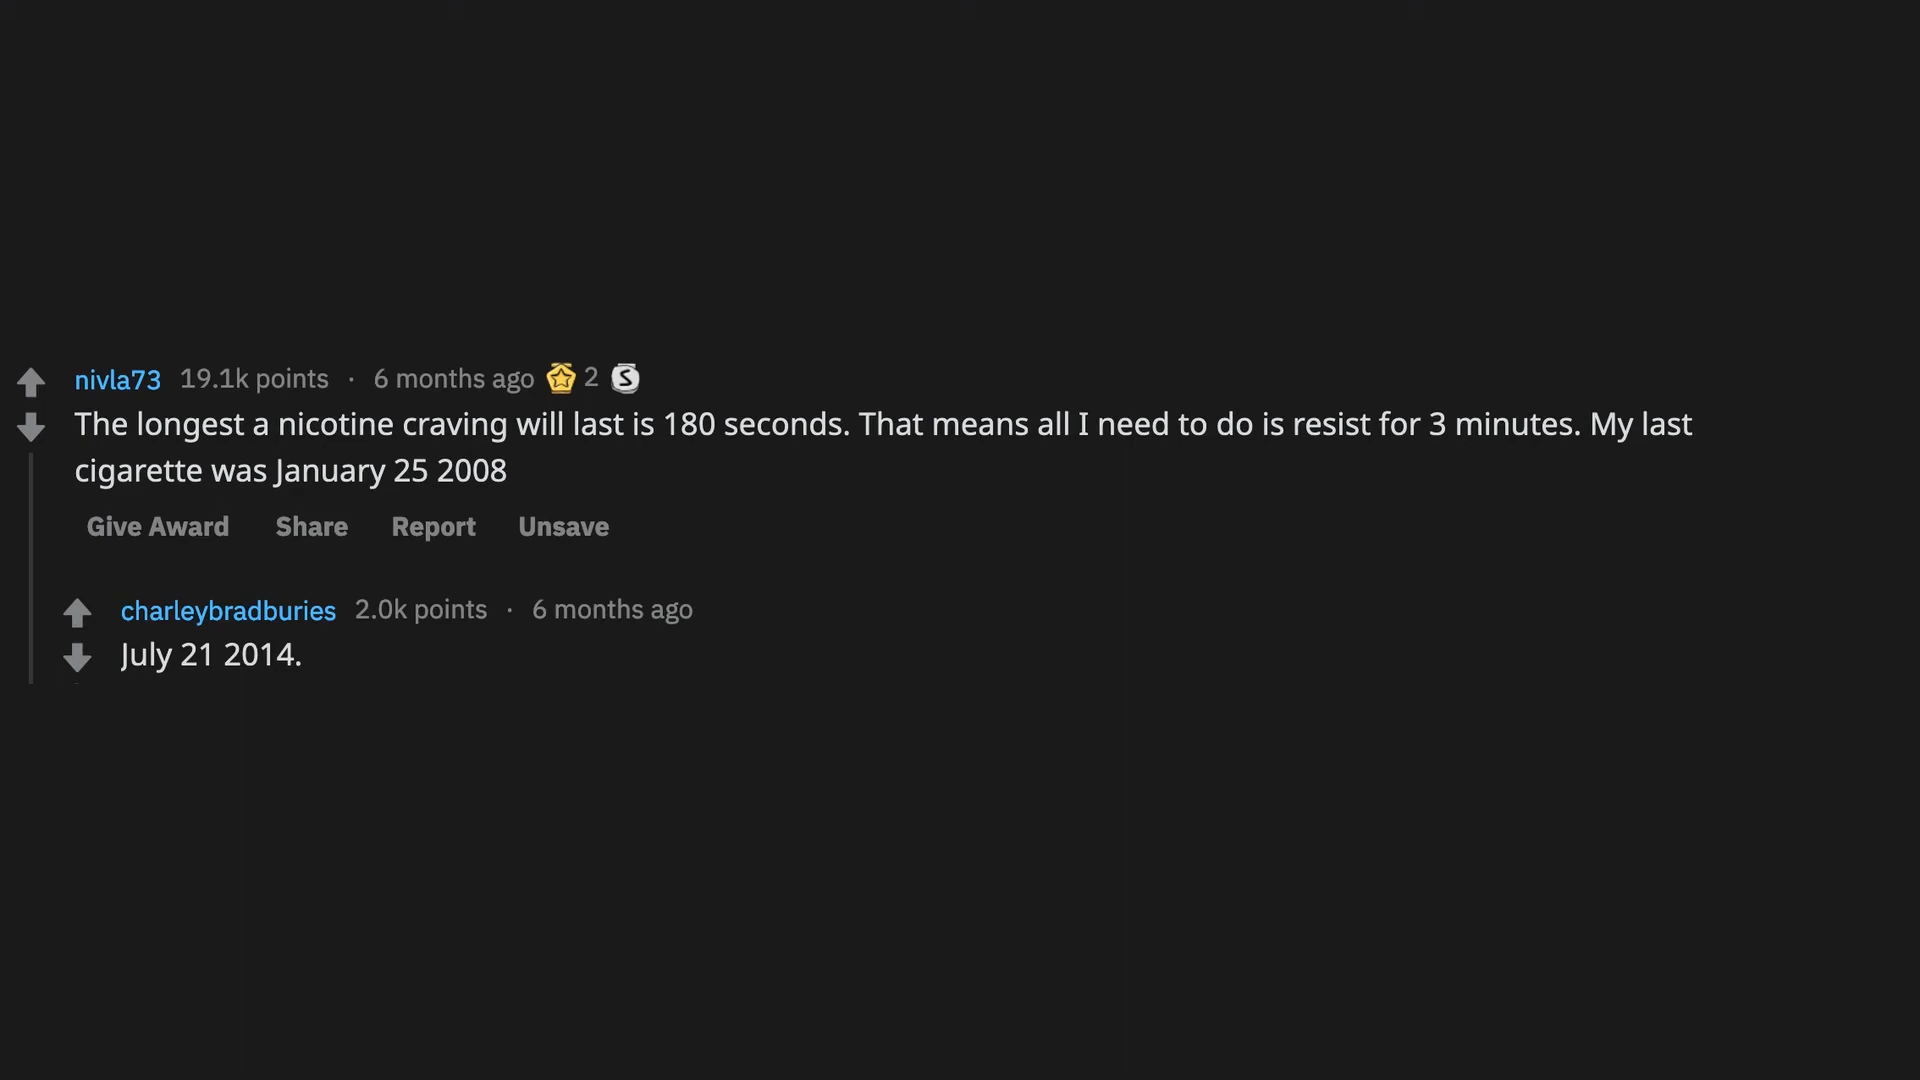 nivla73 19.1k points · 6 months ago 2 S
The longest a nicotine craving will last is 180 seconds. That means all I need to do is resist for 3 minutes. My last
cigarette was January 25 2008
Give Award Share Report Unsave
charleybradburies 2.0k points · 6 months ago
July 21 2014.